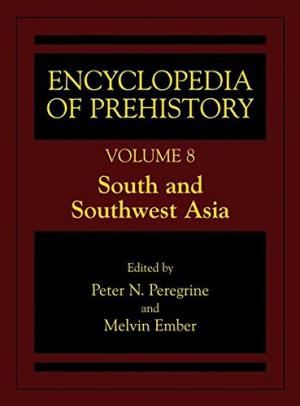 ENCYCLOPEDIA
OF PREHISTORY
VOLUME 8
South and
Southwest Asia
Edited by
Peter N. Peregrine
and
Melvin Ember